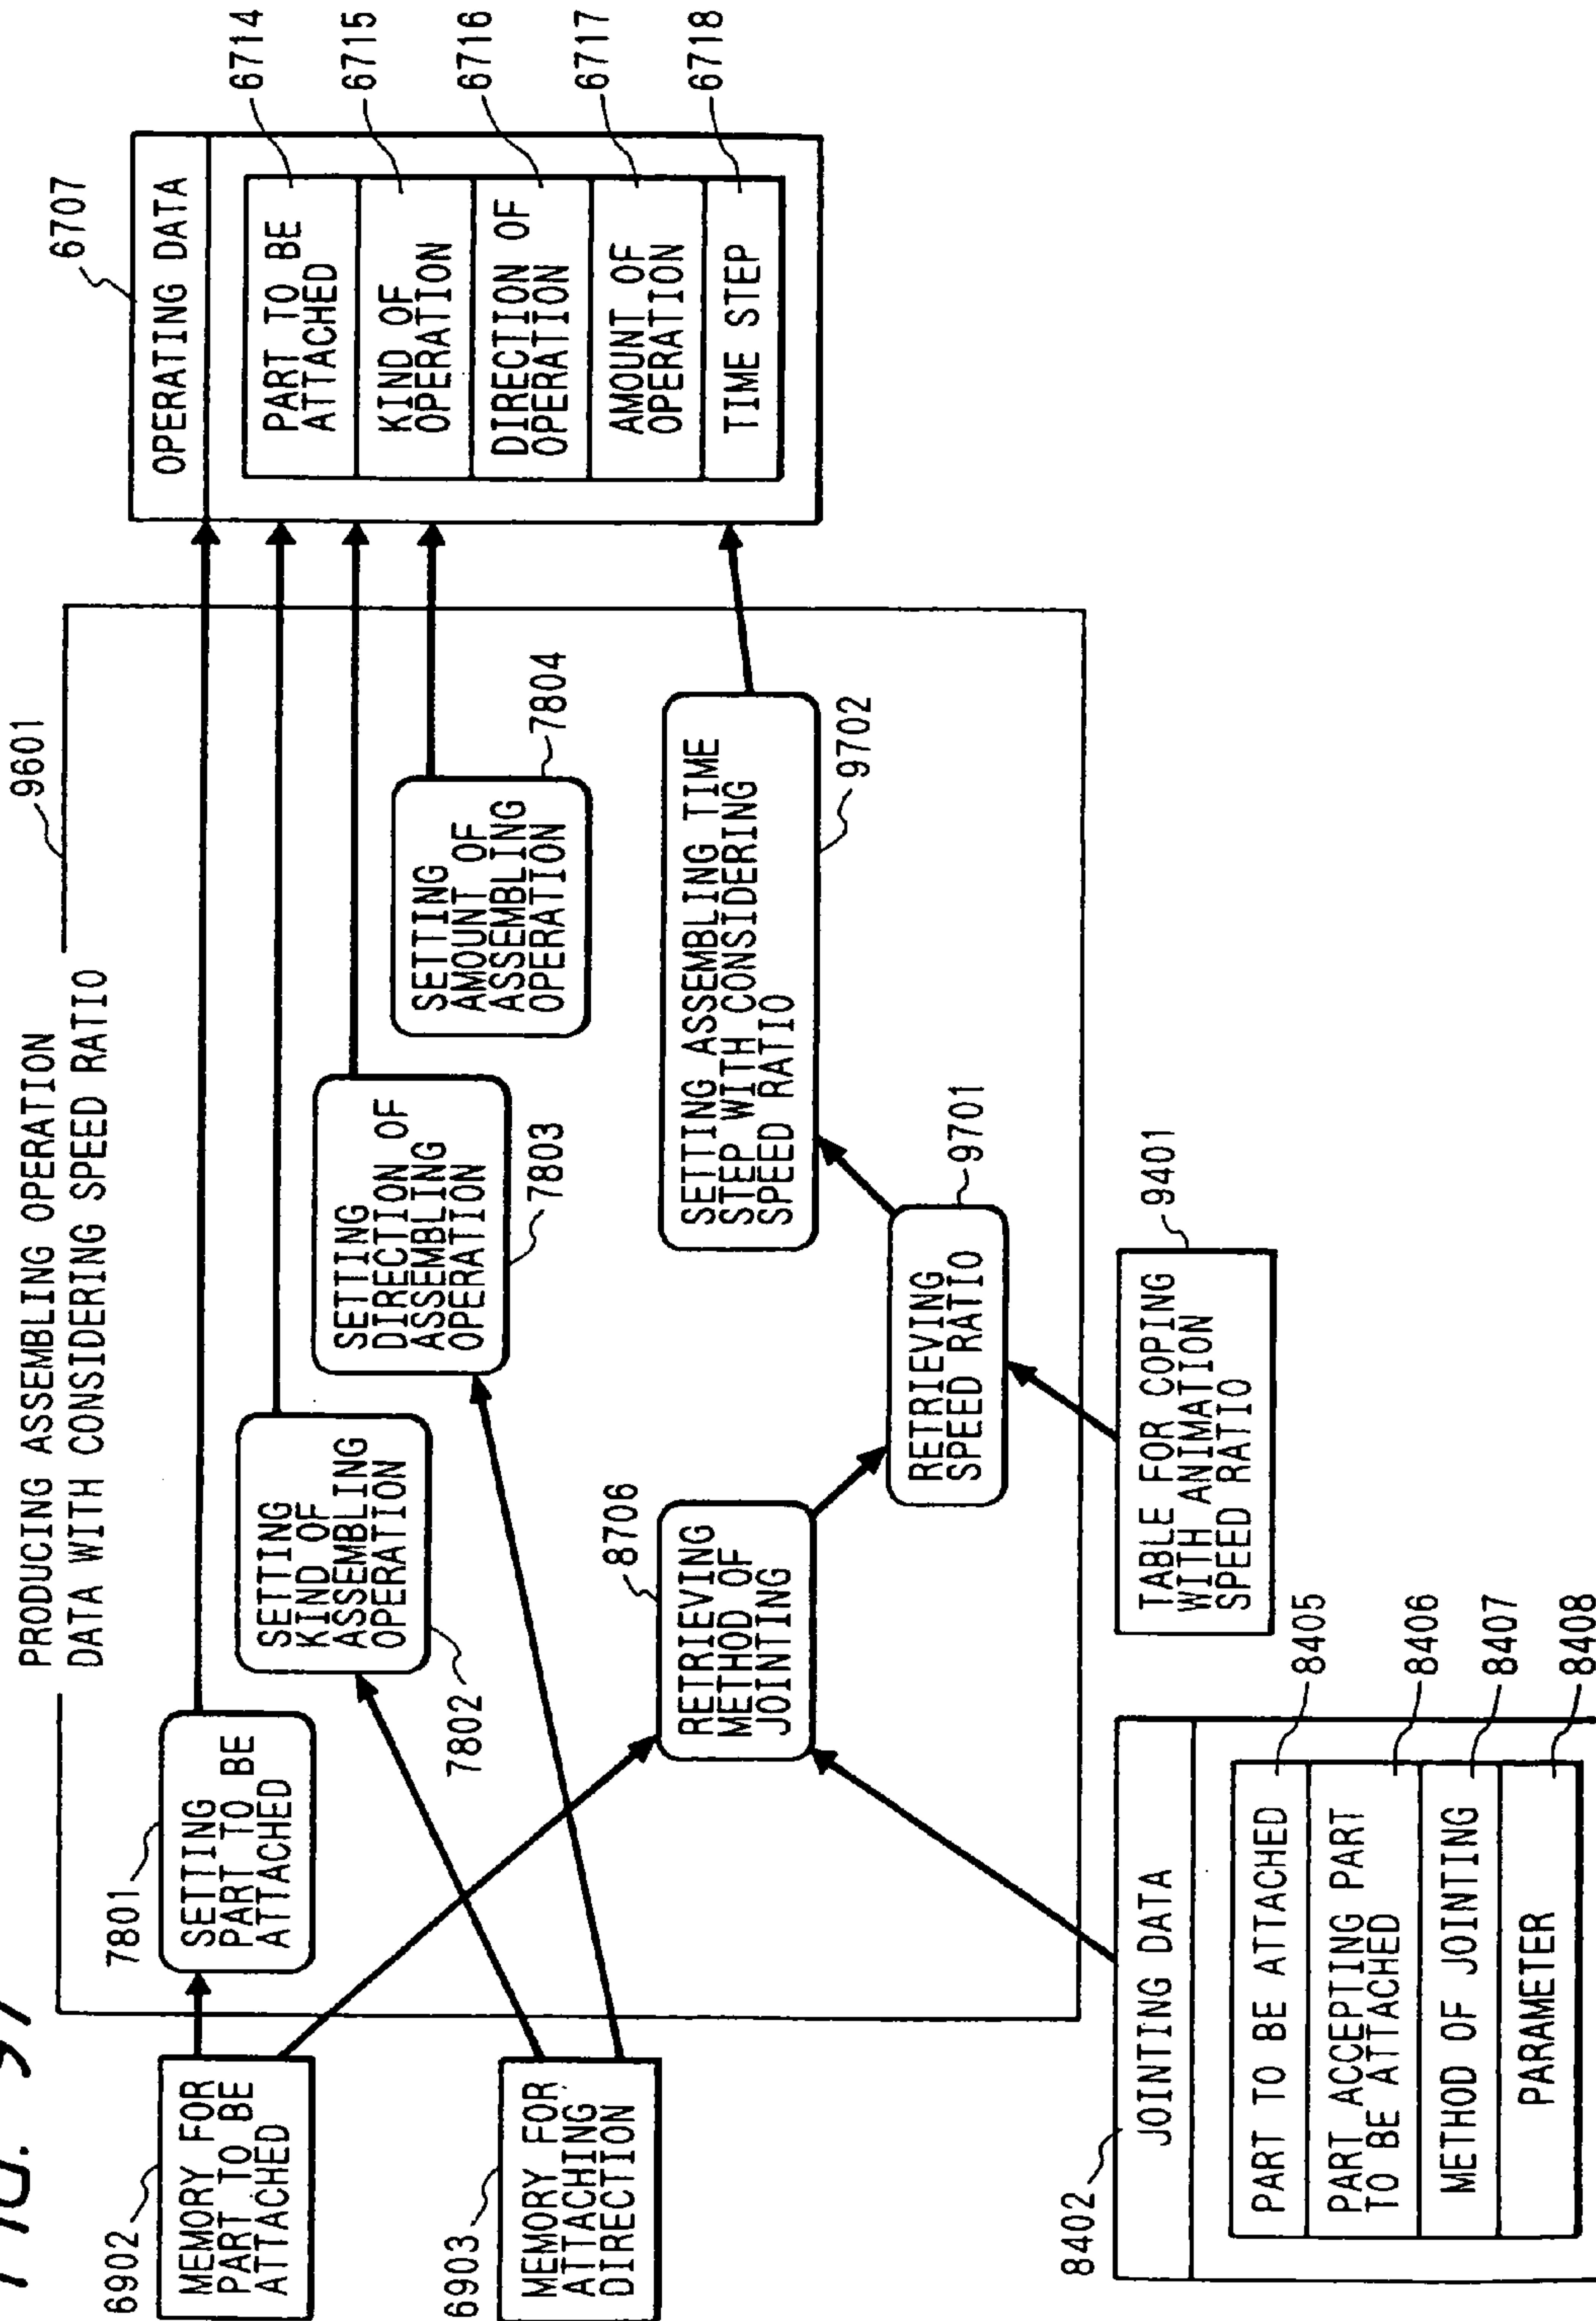 FIG. 97
PRODUCING ASSEMBLING OPERATION
DATA WITH CONSIDERING SPEED RATIO
9601
6902
MEMORY FOR
PART TO BE
ATTACHED
6903
MEMORY FOR
ATTACHING
DIRECTION
7801
SETTING
PART TO BE
ATTACHED
SETTING
KIND OF
ASSEMBLING
OPERATION
7802
SETTING
DIRECTION OF
ASSEMBLING
OPERATION
7803
SETTING
AMOUNT OF
ASSEMBLING
OPERATION
7804
8706
RETRIEVING
METHOD OF
JOINTING
RETRIEVING
SPEED RATIO
9701
SETTING ASSEMBLING TIME
STEP WITH CONSIDERING
SPEED RATIO
9702
6707
OPERATING DATA
PART TO BE
ATTACHED
6714
KIND OF
OPERATION
6715
DIRECTION OF
OPERATION
6716
AMOUNT OF
OPERATION
6717
TIME STEP
6718
8402
JOINTING DATA
PART TO BE ATTACHED
8405
PART ACCEPTING PART
TO BE ATTACHED
8406
METHOD OF JOINTING
8407
PARAMETER
8408
TABLE FOR COPING
WITH ANIMATION
SPEED RATIO
9401